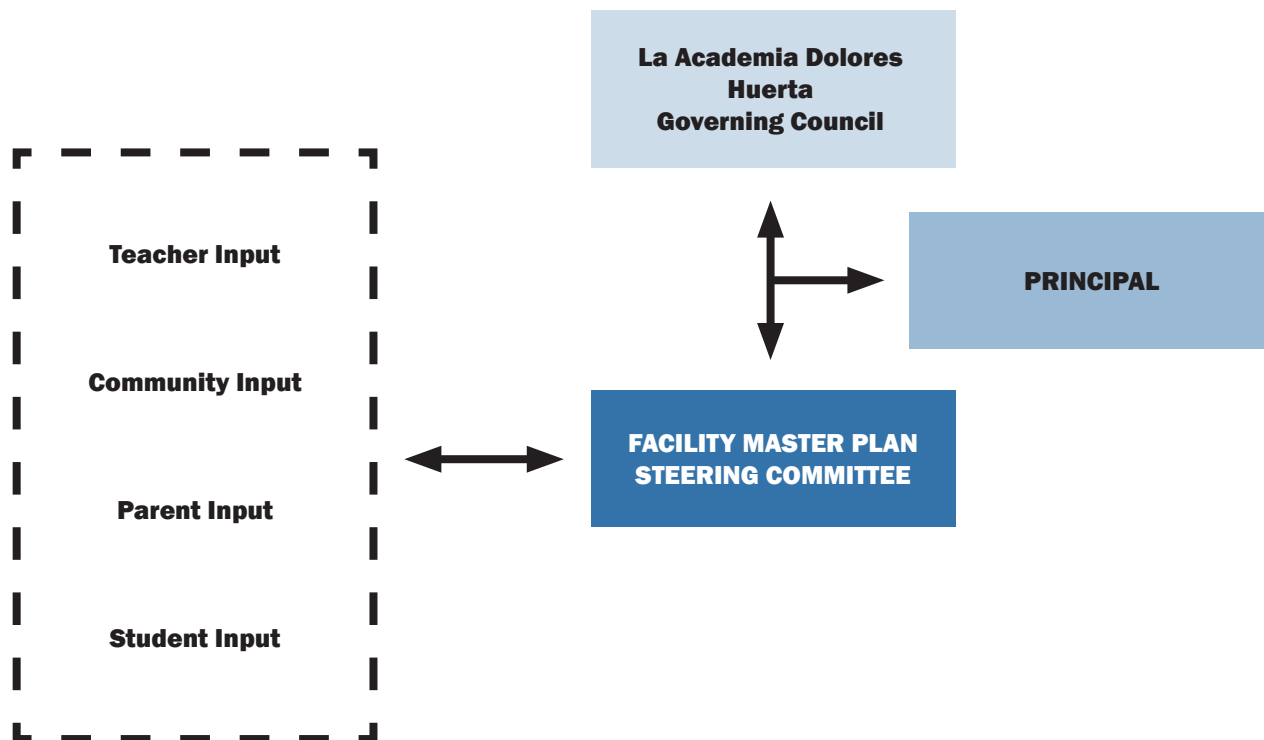 La Academia Dolores
Huerta
Governing Council
Teacher Input
PRINCIPAL
Community Input
FACILITY MASTER PLAN
STEERING COMMITTEE
Parent Input
Student Input